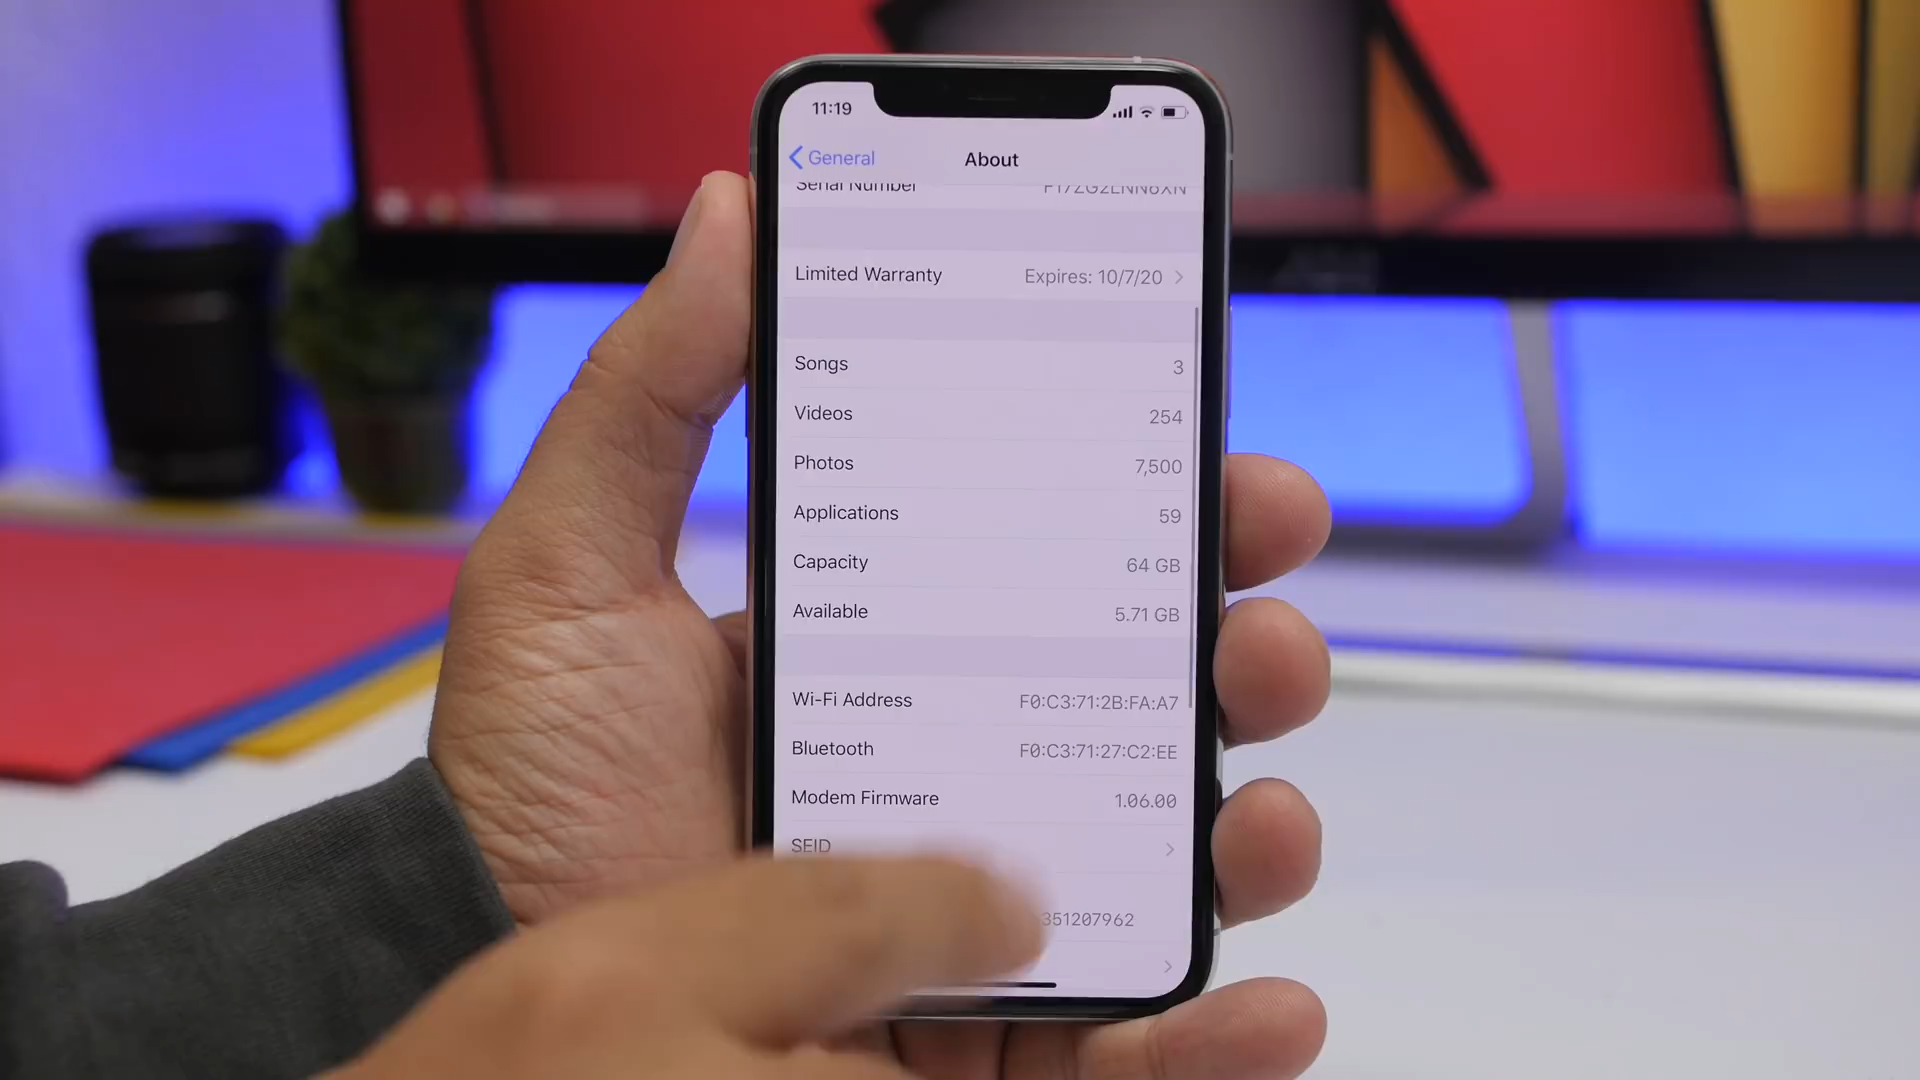 11:19
General
About
Serial Number
Limited Warranty Expires: 10/7/20
Songs 3
Videos 254
Photos 7,500
Applications 59
Capacity 64 GB
Available 5.71 GB
Wi-Fi Address F0:C3:71:2B:FA:A7
Bluetooth F0:C3:71:27:C2:EE
Modem Firmware 1.06.00
SEID
351207962